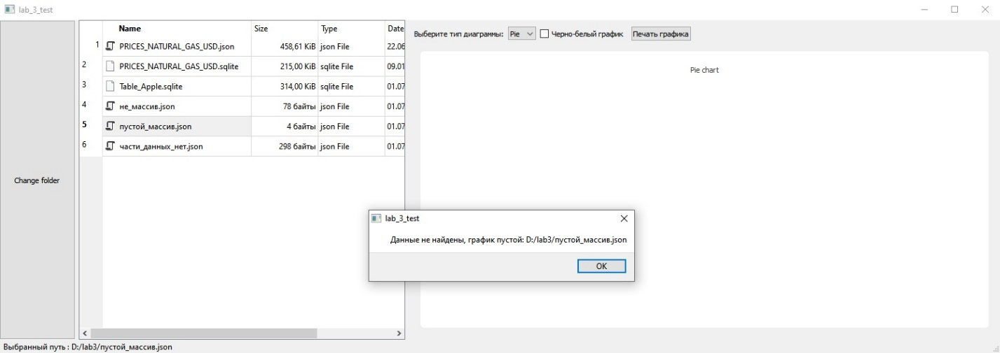 lab_3_test
Change folder
Name Size Type Date
1 PRICES_NATURAL_GAS_USD.json 458,61 KiB json File 22.06
2 PRICES_NATURAL_GAS_USD.sqlite 215,00 KiB sqlite File 09.01
3 Table_Apple.sqlite 314,00 KiB sqlite File 01.07
4 не_массив.json 78 байты json File 01.07
5 пустой_массив.json 4 байты json File 01.07
6 части_данных_нет.json 298 байты json File 01.07
Выберите тип диаграммы: Pie Черно-белый график Печать графика
Pie chart
lab_3_test
Данные не найдены, график пустой: D:/lab3/пустой_массив.json
OK
Выбранный путь : D:/lab3/пустой_массив.json